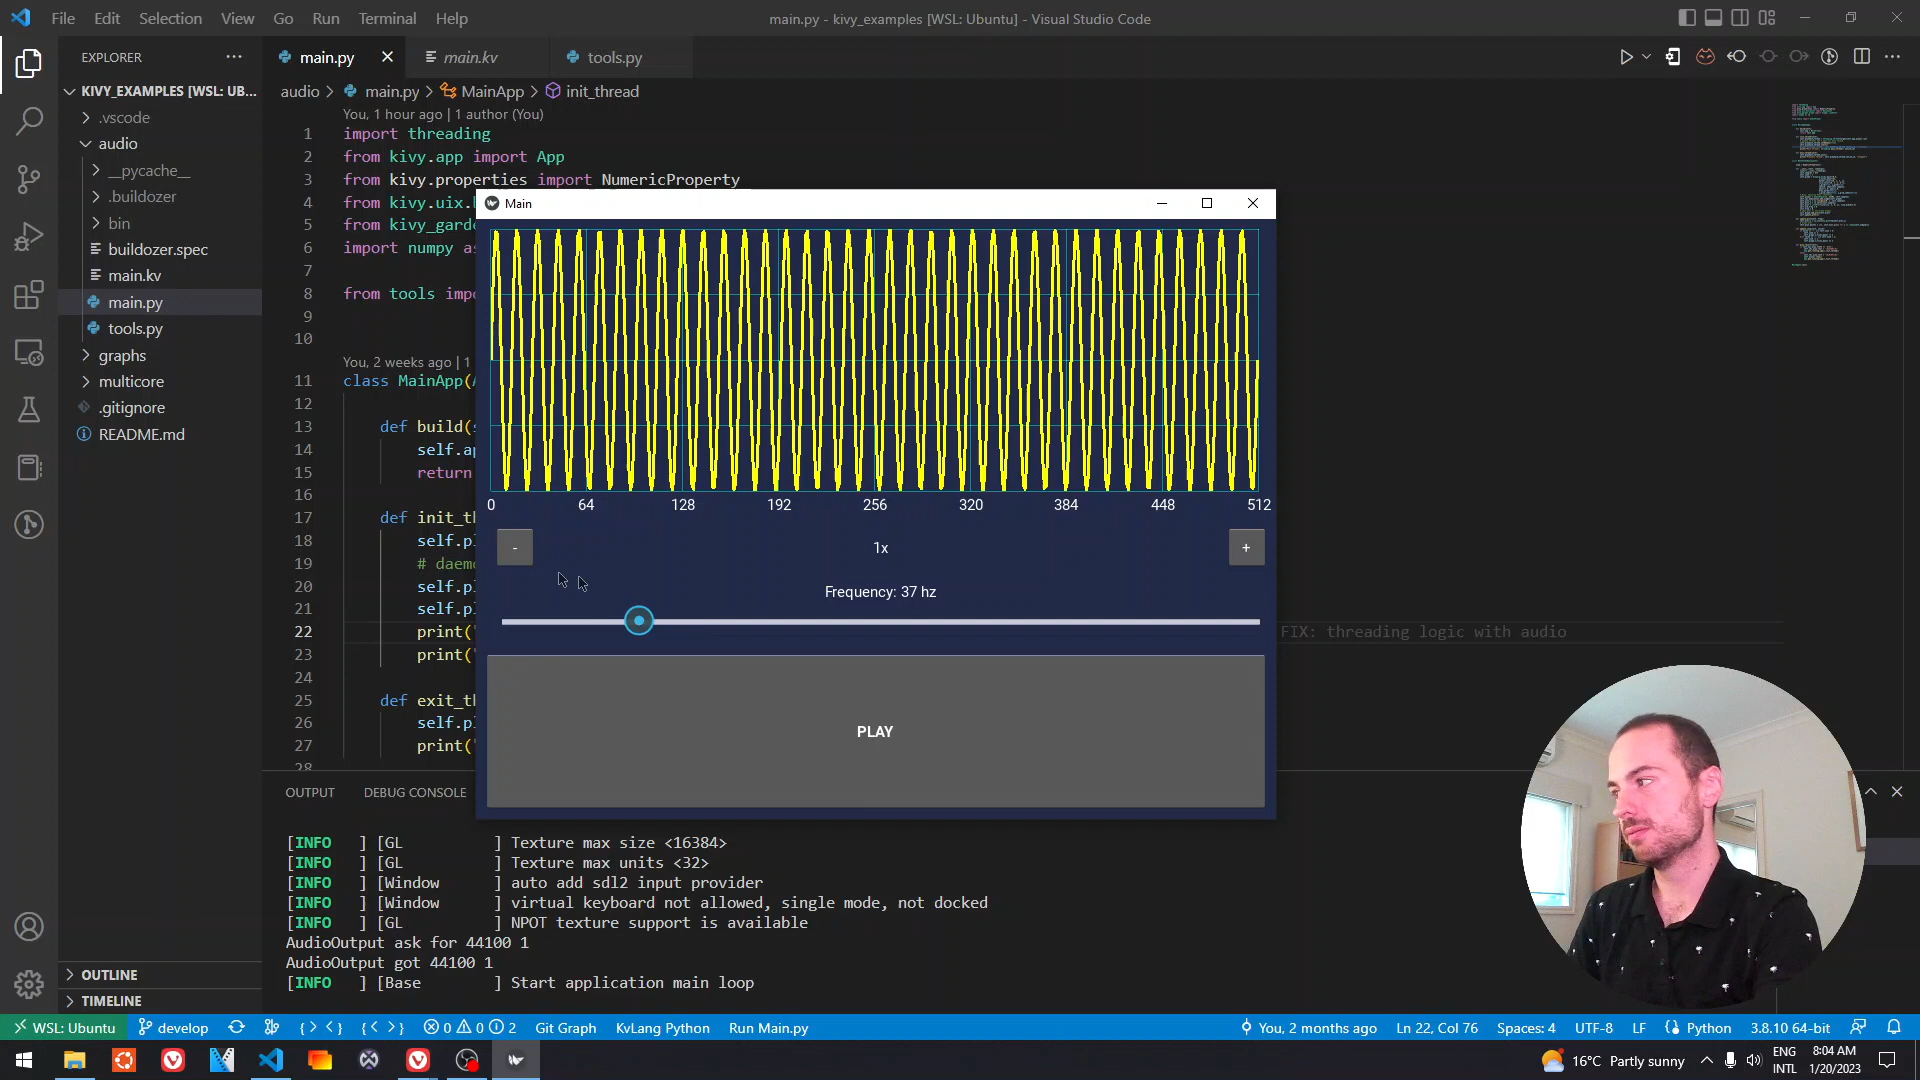 File Edit Selection View Go Run Terminal Help
main.py - kivy_examples [WSL: Ubuntu] - Visual Studio Code
EXPLORER
main.py
main.kv
tools.py
KIVY_EXAMPLES [WSL: UB...
.vscode
audio
__pycache__
.buildozer
bin
buildozer.spec
main.kv
main.py
tools.py
graphs
multicore
.gitignore
README.md
OUTLINE
TIMELINE
audio > main.py > MainApp > init_thread
You, 1 hour ago | 1 author (You)
1 import threading
2 from kivy.app import App
3 from kivy.properties import NumericProperty
4 from kivy.uix.
5 from kivy_gard
6 import numpy as
7
8 from tools impo
9
10
You, 2 weeks ago | 1
11 class MainApp(
12
13 def build(
14 self.ap
15 return
16
17 def init_th
18 self.pl
19 # daem
20 self.pl
21 self.pl
22 print(
FIX: threading logic with audio
23 print(
24
25 def exit_th
26 self.pl
27 print(
28
Main
0 64 128 192 256 320 384 448 512
- 1x +
Frequency: 37 hz
PLAY
OUTPUT DEBUG CONSOLE
[INFO ] [GL ] Texture max size <16384>
[INFO ] [GL ] Texture max units <32>
[INFO ] [Window ] auto add sdl2 input provider
[INFO ] [Window ] virtual keyboard not allowed, single mode, not docked
[INFO ] [GL ] NPOT texture support is available
AudioOutput ask for 44100 1
AudioOutput got 44100 1
[INFO ] [Base ] Start application main loop
WSL: Ubuntu develop 0 0 2 Git Graph KvLang Python Run Main.py
You, 2 months ago Ln 22, Col 76 Spaces: 4 UTF-8 LF Python 3.8.10 64-bit
16°C Partly sunny
ENG
INTL
8:04 AM
1/20/2023